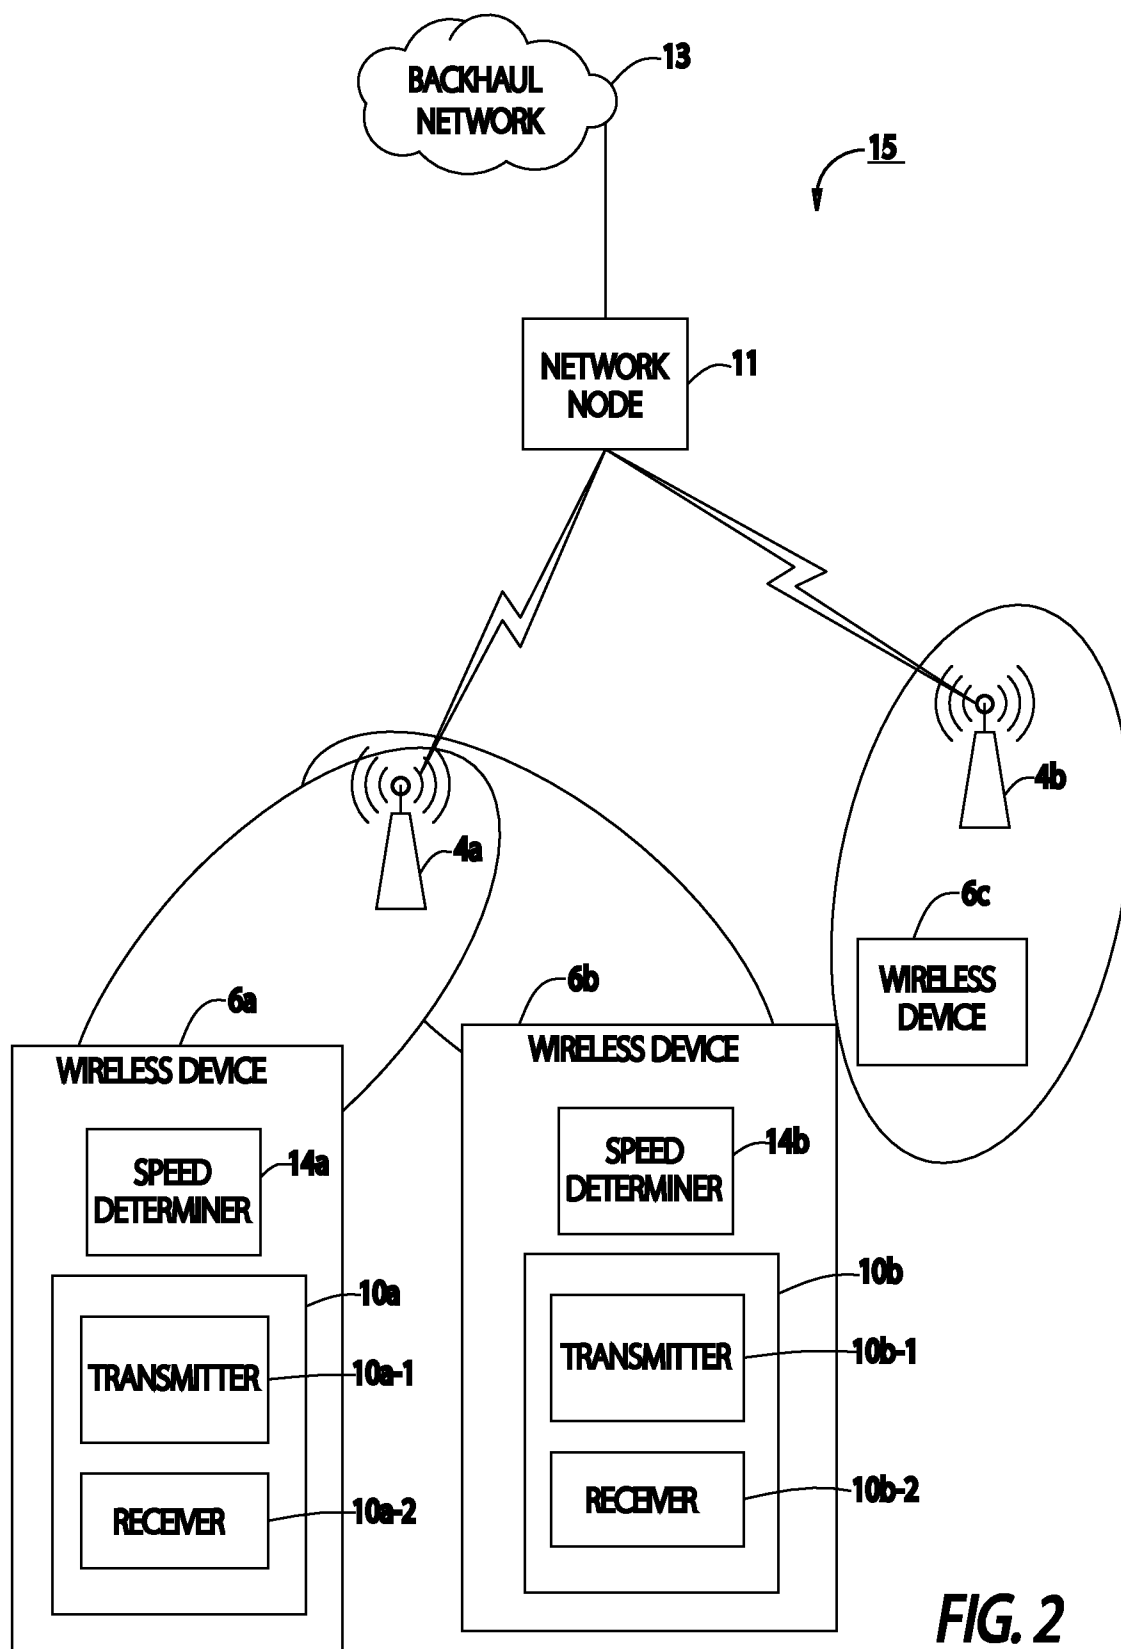 BACKHAUL
NETWORK
13
15
NETWORK
NODE
11
4b
4a
6c
WIRELESS
DEVICE
6a
6b
WIRELESS DEVICE
WIRELESS DEVICE
SPEED
DETERMINER
14a
SPEED
DETERMINER
14b
10a
TRANSMITTER
10a-1
RECEIVER
10a-2
10b
TRANSMITTER
10b-1
RECEIVER
10b-2
FIG. 2